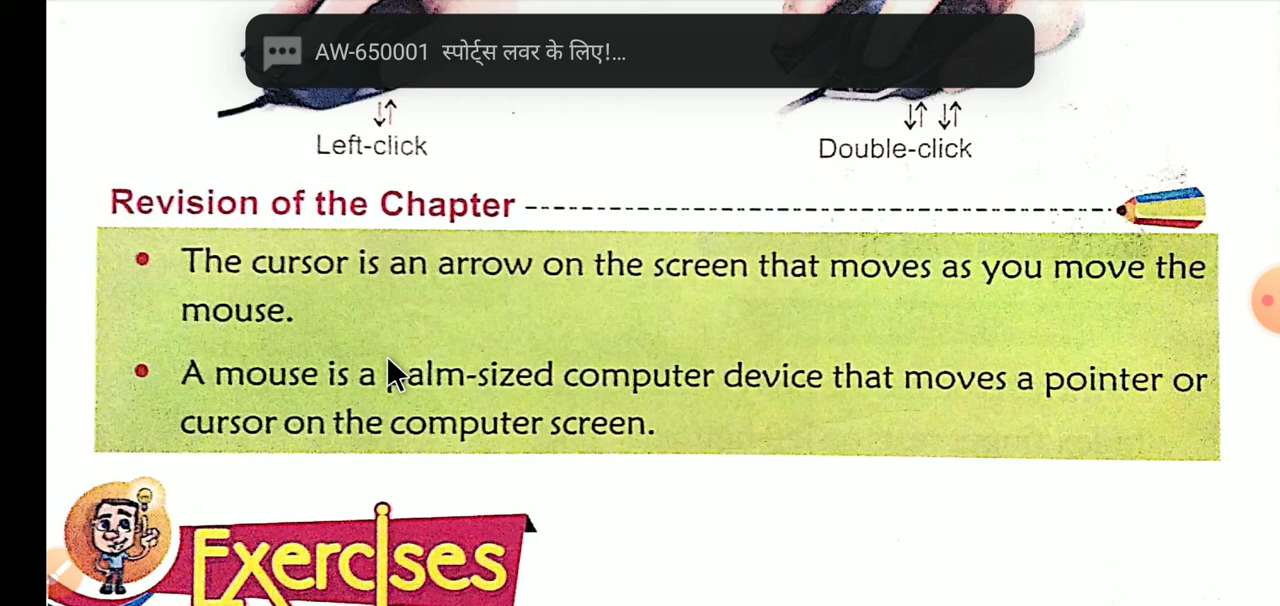 AW-650001 स्पोर्ट्स लवर के लिए!...
Left-click
Double-click
Revision of the Chapter
• The cursor is an arrow on the screen that moves as you move the
mouse.
• A mouse is a palm-sized computer device that moves a pointer or
cursor on the computer screen.
Exercises